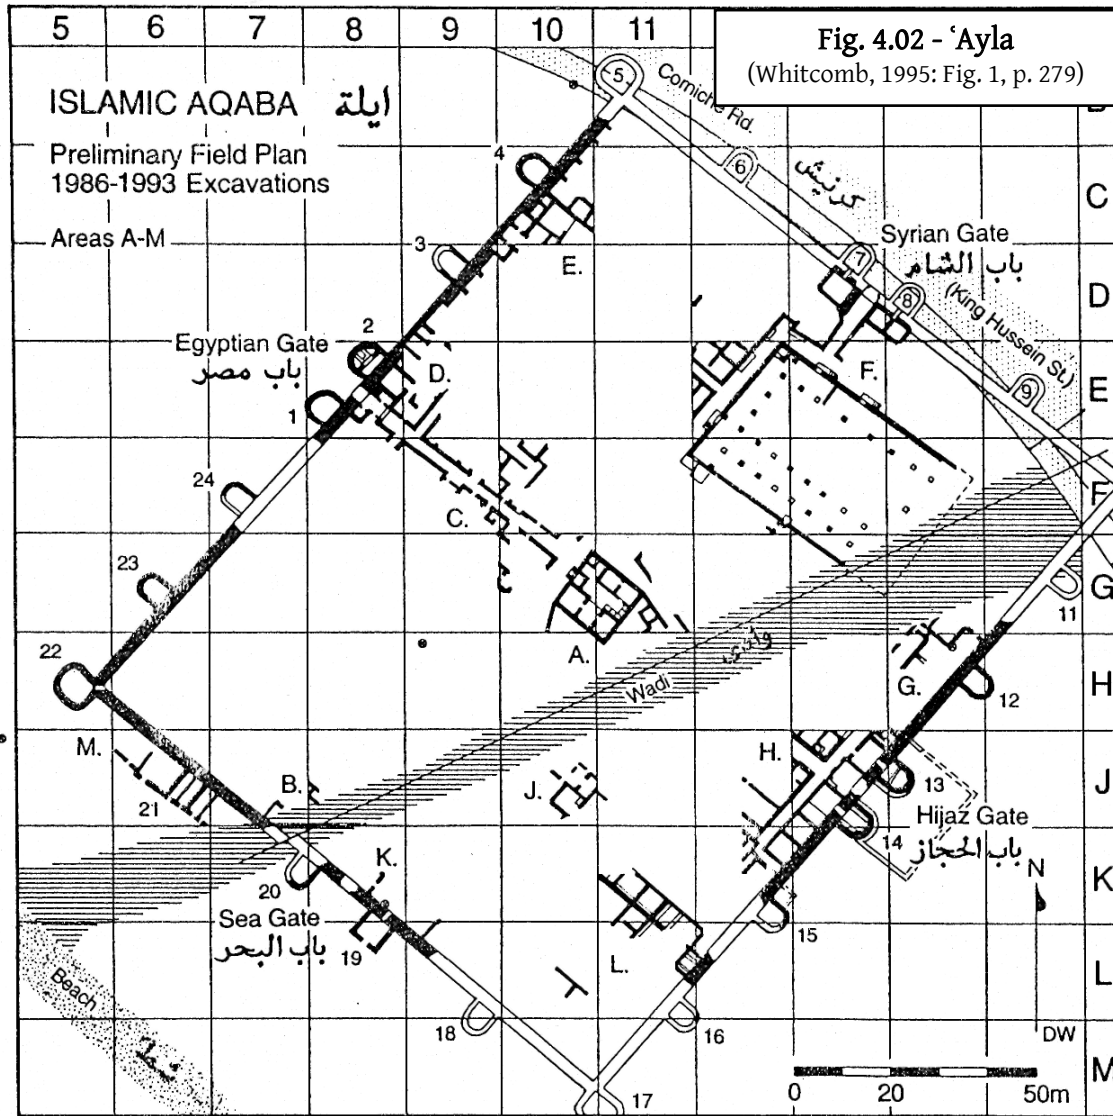 5 6 7 8 9 10 11
Fig. 4.02 - ‘Ayla
(Whitcomb, 1995: Fig. 1, p. 279)
ISLAMIC AQABA ايلة
Preliminary Field Plan
1986-1993 Excavations
Areas A-M
5
Corniche Rd.
كرنيش
4
6
C
3
E.
Syrian Gate
باب الشام
(King Hussein St.)
7
8
D
2
Egyptian Gate
باب مصر
D.
F.
9
E
1
24
C.
F
23
11
G
22
A.
وادي
Wadi
G.
12
H
M.
21
B.
J.
H.
13
J
Hijaz Gate
باب الحجاز
14
N
K.
20
K
Sea Gate
باب البحر
19
15
L.
L
Beach
18
16
DW
M
17
0 20 50m